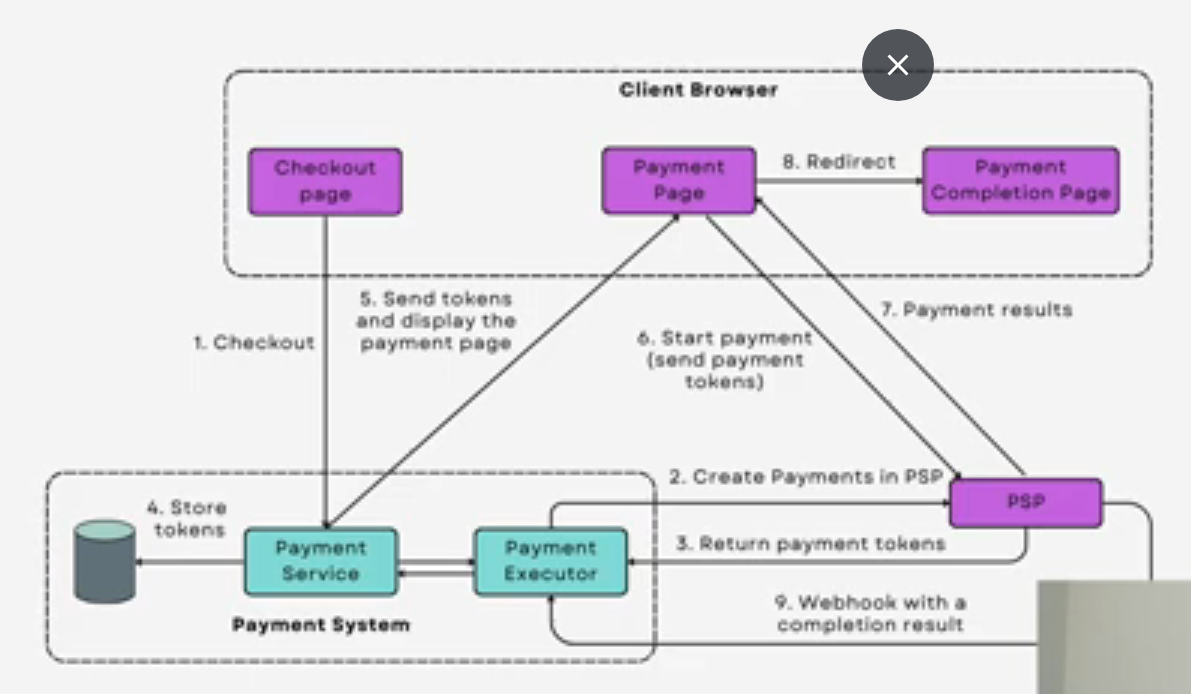 Client Browser
Checkout
page
Payment
Page
8. Redirect
Payment
Completion Page
5. Send tokens
and display the
payment page
1. Checkout
7. Payment results
6. Start payment
(send payment
tokens)
2. Create Payments in PSP
PSP
4. Store
tokens
Payment
Service
Payment
Executor
3. Return payment tokens
9. Webhook with a
completion result
Payment System